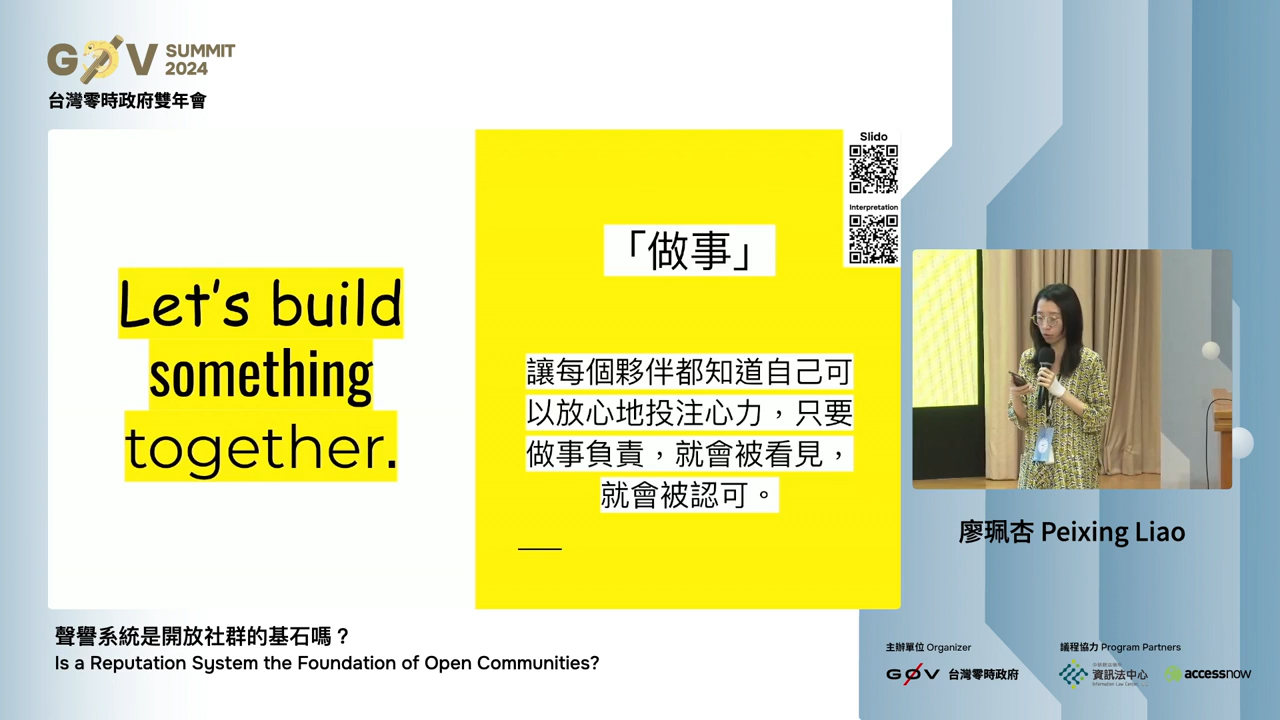 G0V SUMMIT 2024
台灣零時政府雙年會
Let's build
something
together.
「做事」
讓每個夥伴都知道自己可
以放心地投注心力，只要
做事負責，就會被看見，
就會被認可。
Slido
Interpretation
廖珮杏 Peixing Liao
聲譽系統是開放社群的基石嗎？
Is a Reputation System the Foundation of Open Communities?
主辦單位 Organizer
G0V 台灣零時政府
議程協力 Program Partners
資訊法中心
accessnow